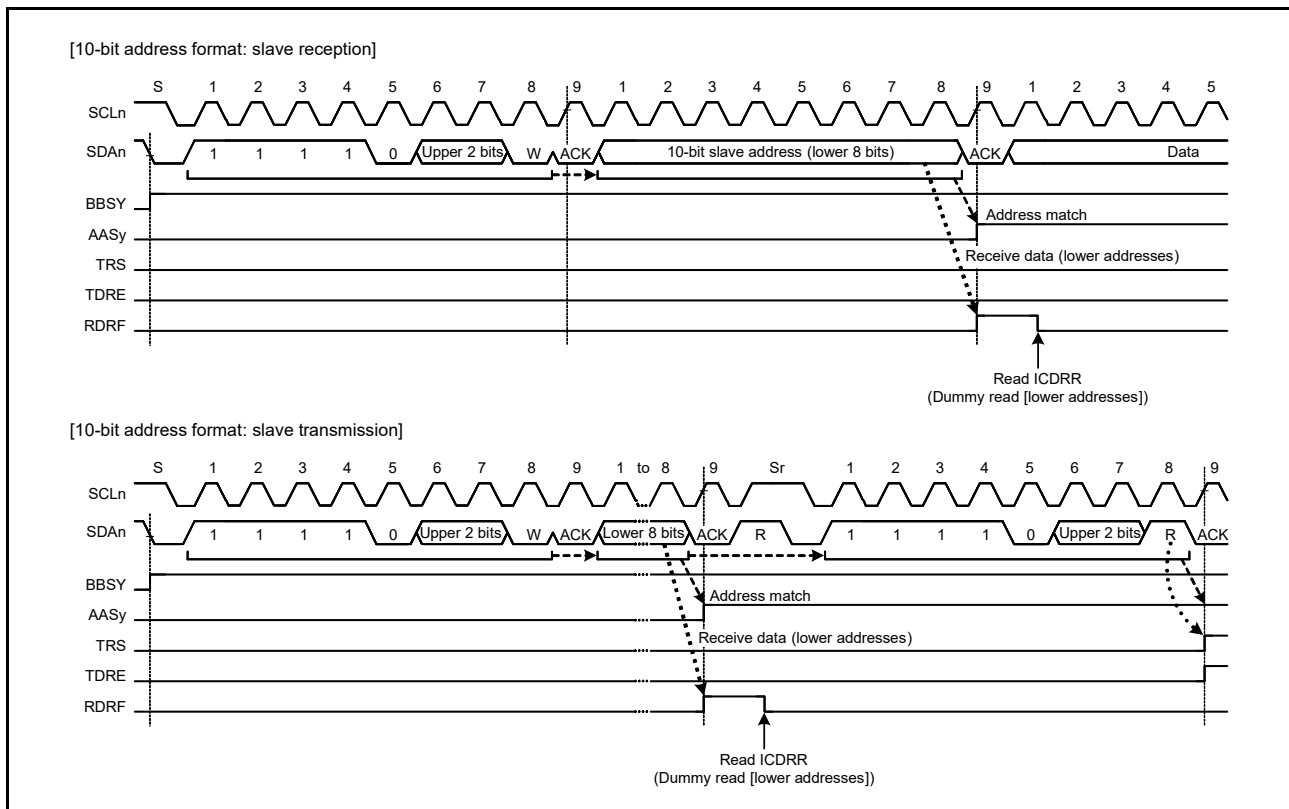 [10-bit address format: slave reception]
S 1 2 3 4 5 6 7 8 9 1 2 3 4 5 6 7 8 9 1 2 3 4 5
SCLn
SDAn 1 1 1 1 0 Upper 2 bits W ACK 10-bit slave address (lower 8 bits) ACK Data
BBSY
Address match
AASy
Receive data (lower addresses)
TRS
TDRE
RDRF
Read ICDRR
(Dummy read [lower addresses])
[10-bit address format: slave transmission]
S 1 2 3 4 5 6 7 8 9 1 to 8 9 Sr 1 2 3 4 5 6 7 8 9
SCLn
SDAn 1 1 1 1 0 Upper 2 bits W ACK Lower 8 bits ACK R 1 1 1 1 0 Upper 2 bits R ACK
BBSY
Address match
AASy
Receive data (lower addresses)
TRS
TDRE
RDRF
Read ICDRR
(Dummy read [lower addresses])